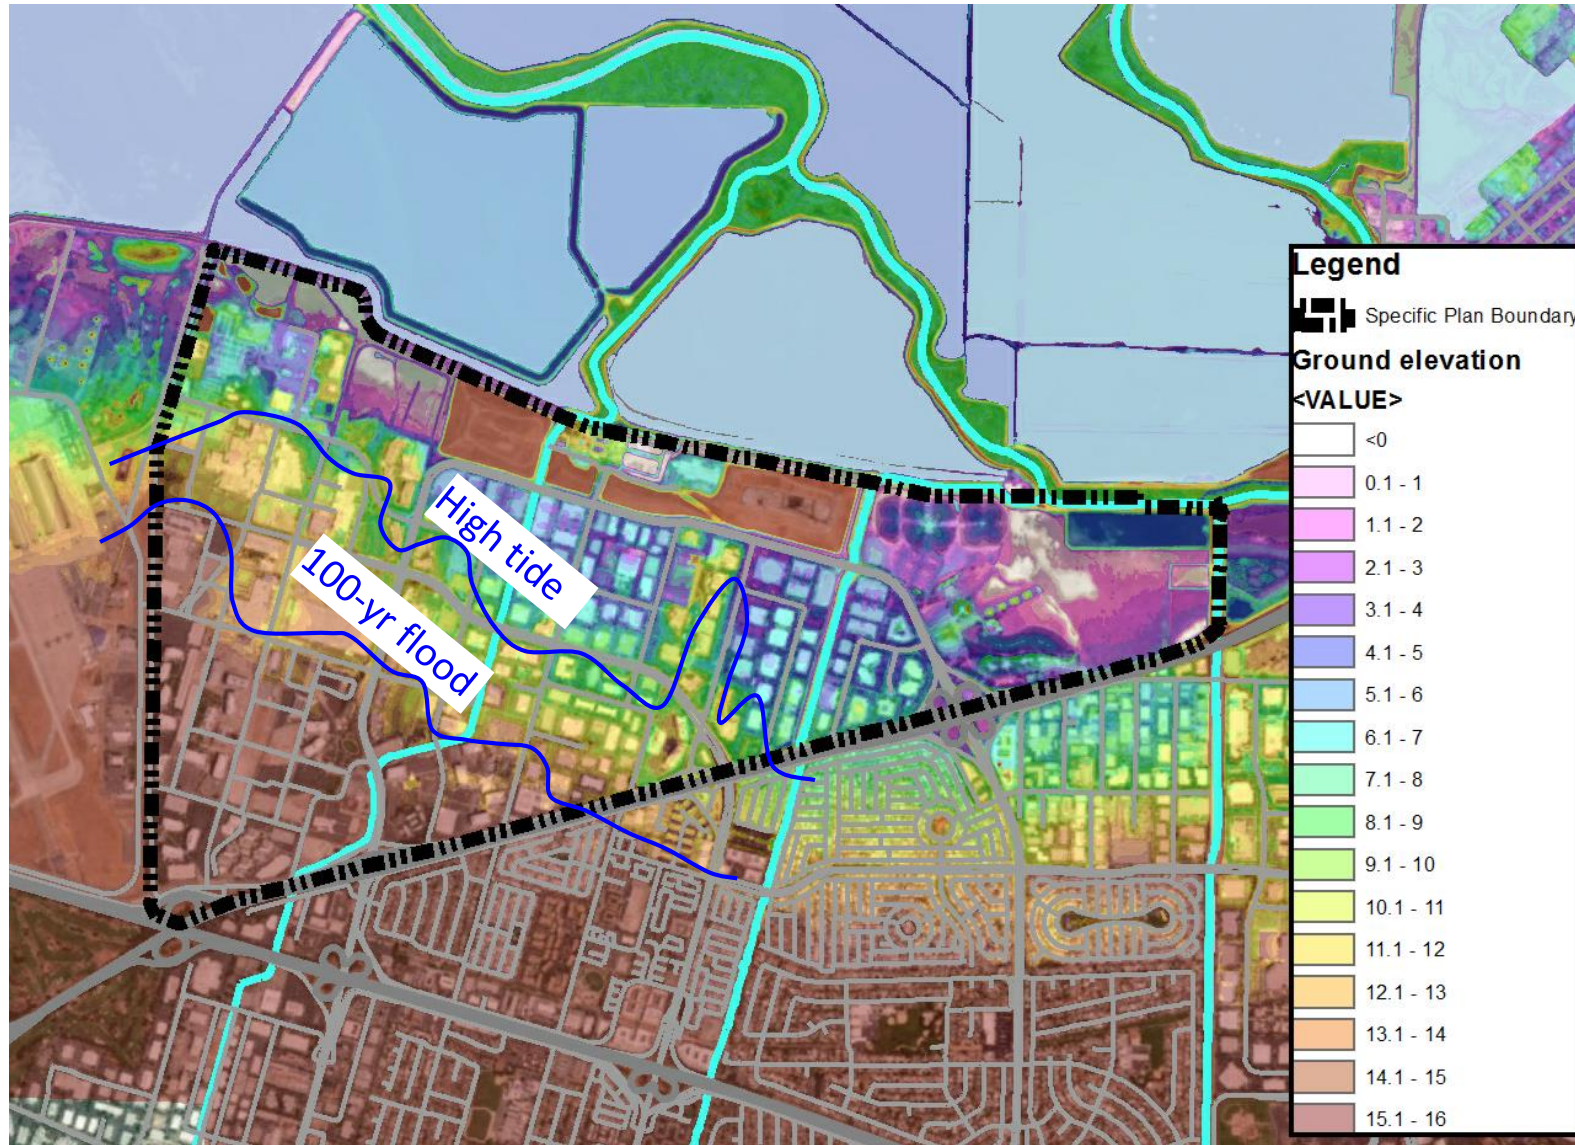 High tide
100-yr flood
Legend
Specific Plan Boundary
Ground elevation
<VALUE>
<0
0.1 - 1
1.1 - 2
2.1 - 3
3.1 - 4
4.1 - 5
5.1 - 6
6.1 - 7
7.1 - 8
8.1 - 9
9.1 - 10
10.1 - 11
11.1 - 12
12.1 - 13
13.1 - 14
14.1 - 15
15.1 - 16